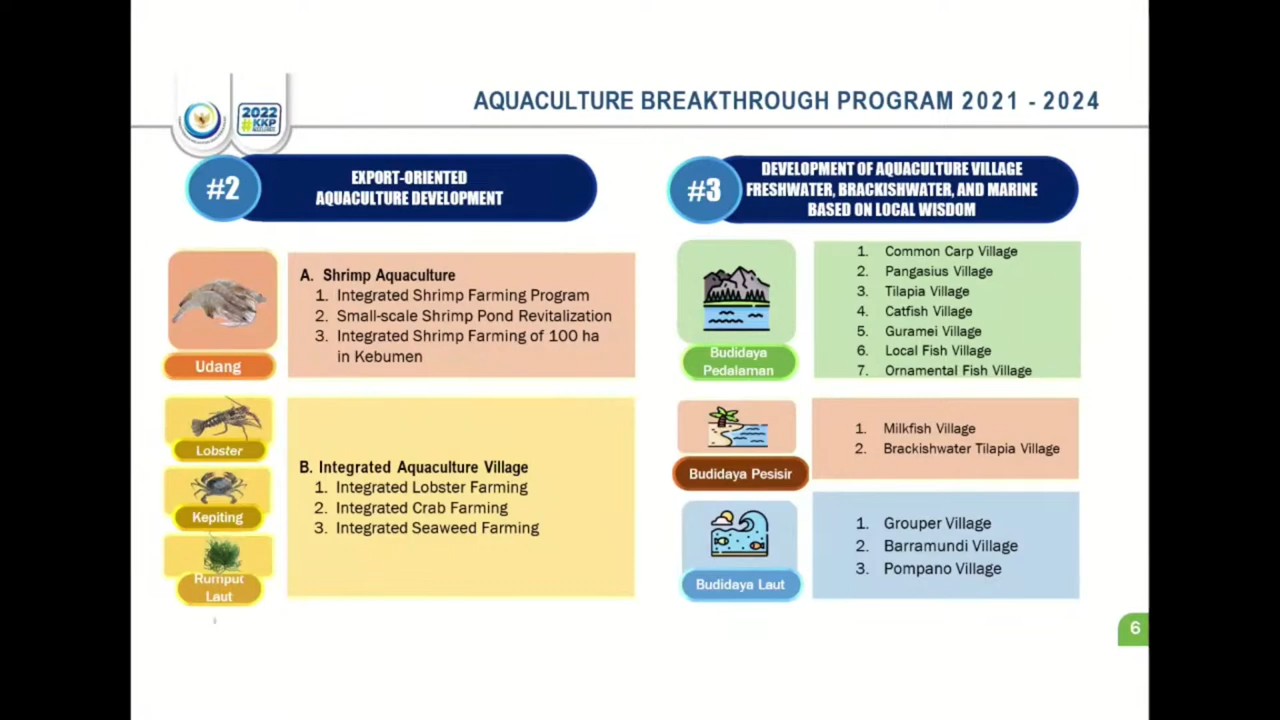 AQUACULTURE BREAKTHROUGH PROGRAM 2021 - 2024
2022
#KKP
#2
EXPORT-ORIENTED
AQUACULTURE DEVELOPMENT
Udang
A. Shrimp Aquaculture
1. Integrated Shrimp Farming Program
2. Small-scale Shrimp Pond Revitalization
3. Integrated Shrimp Farming of 100 ha
in Kebumen
Lobster
Kepiting
Rumput
Laut
B. Integrated Aquaculture Village
1. Integrated Lobster Farming
2. Integrated Crab Farming
3. Integrated Seaweed Farming
#3
DEVELOPMENT OF AQUACULTURE VILLAGE
FRESHWATER, BRACKISHWATER, AND MARINE
BASED ON LOCAL WISDOM
Budidaya
Pedalaman
1. Common Carp Village
2. Pangasius Village
3. Tilapia Village
4. Catfish Village
5. Guramei Village
6. Local Fish Village
7. Ornamental Fish Village
Budidaya Pesisir
1. Milkfish Village
2. Brackishwater Tilapia Village
Budidaya Laut
1. Grouper Village
2. Barramundi Village
3. Pompano Village
6